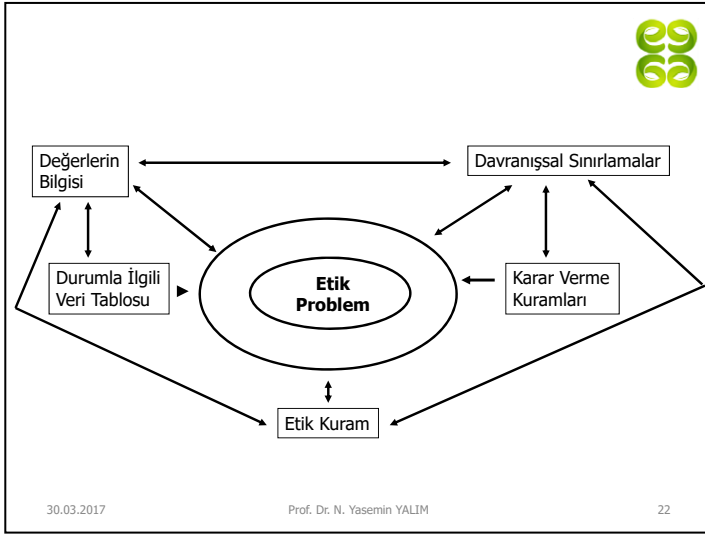 Değerlerin
Bilgisi
Davranışsal Sınırlamalar
Durumla İlgili
Veri Tablosu
Etik
Problem
Karar Verme
Kuramları
Etik Kuram
30.03.2017
Prof. Dr. N. Yasemin YALIM
22